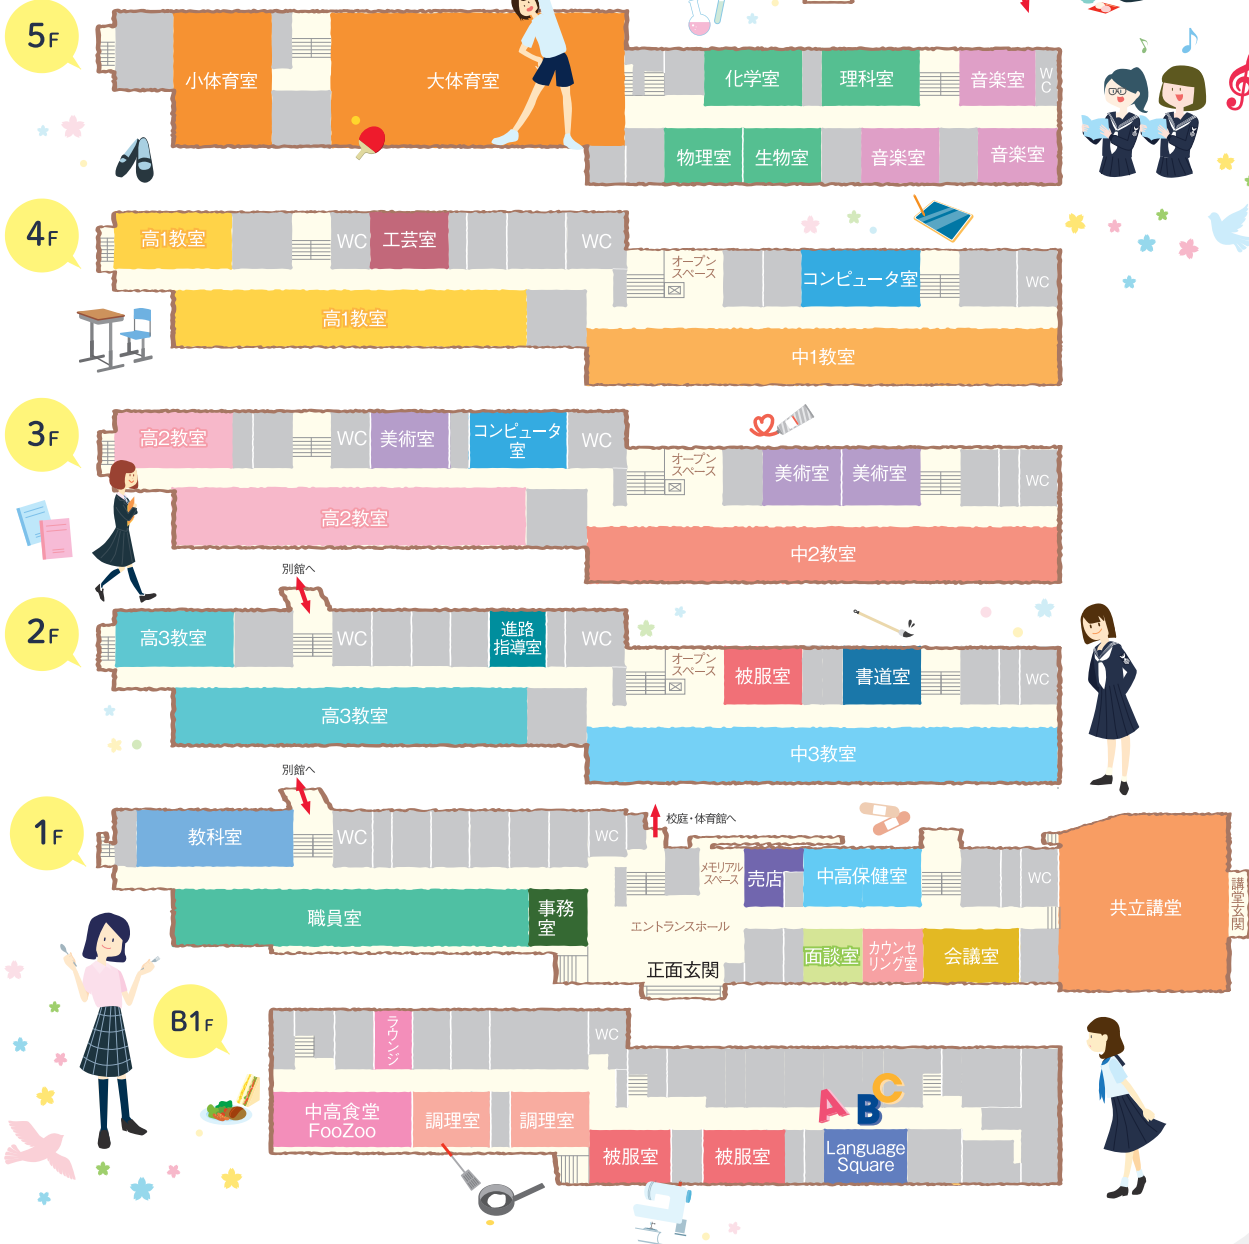 5F
小体育室
大体育室
化学室
理科室
音楽室
W
C
物理室
生物室
音楽室
音楽室
4F
高1教室
WC
工芸室
WC
オープン
スペース
コンピュータ室
WC
高1教室
中1教室
3F
高2教室
WC
美術室
コンピュータ
室
WC
オープン
スペース
美術室
美術室
WC
高2教室
中2教室
別館へ
2F
高3教室
WC
進路
指導室
WC
オープン
スペース
被服室
書道室
WC
高3教室
中3教室
別館へ
1F
教科室
WC
WC
校庭・体育館へ
メモリアル
スペース
売店
中高保健室
WC
共立講堂
講堂玄関
職員室
事務
室
エントランスホール
正面玄関
面談室
カウンセ
リング室
会議室
B1F
ラウンジ
WC
中高食堂
FooZoo
調理室
調理室
A
B
C
被服室
被服室
Language
Square